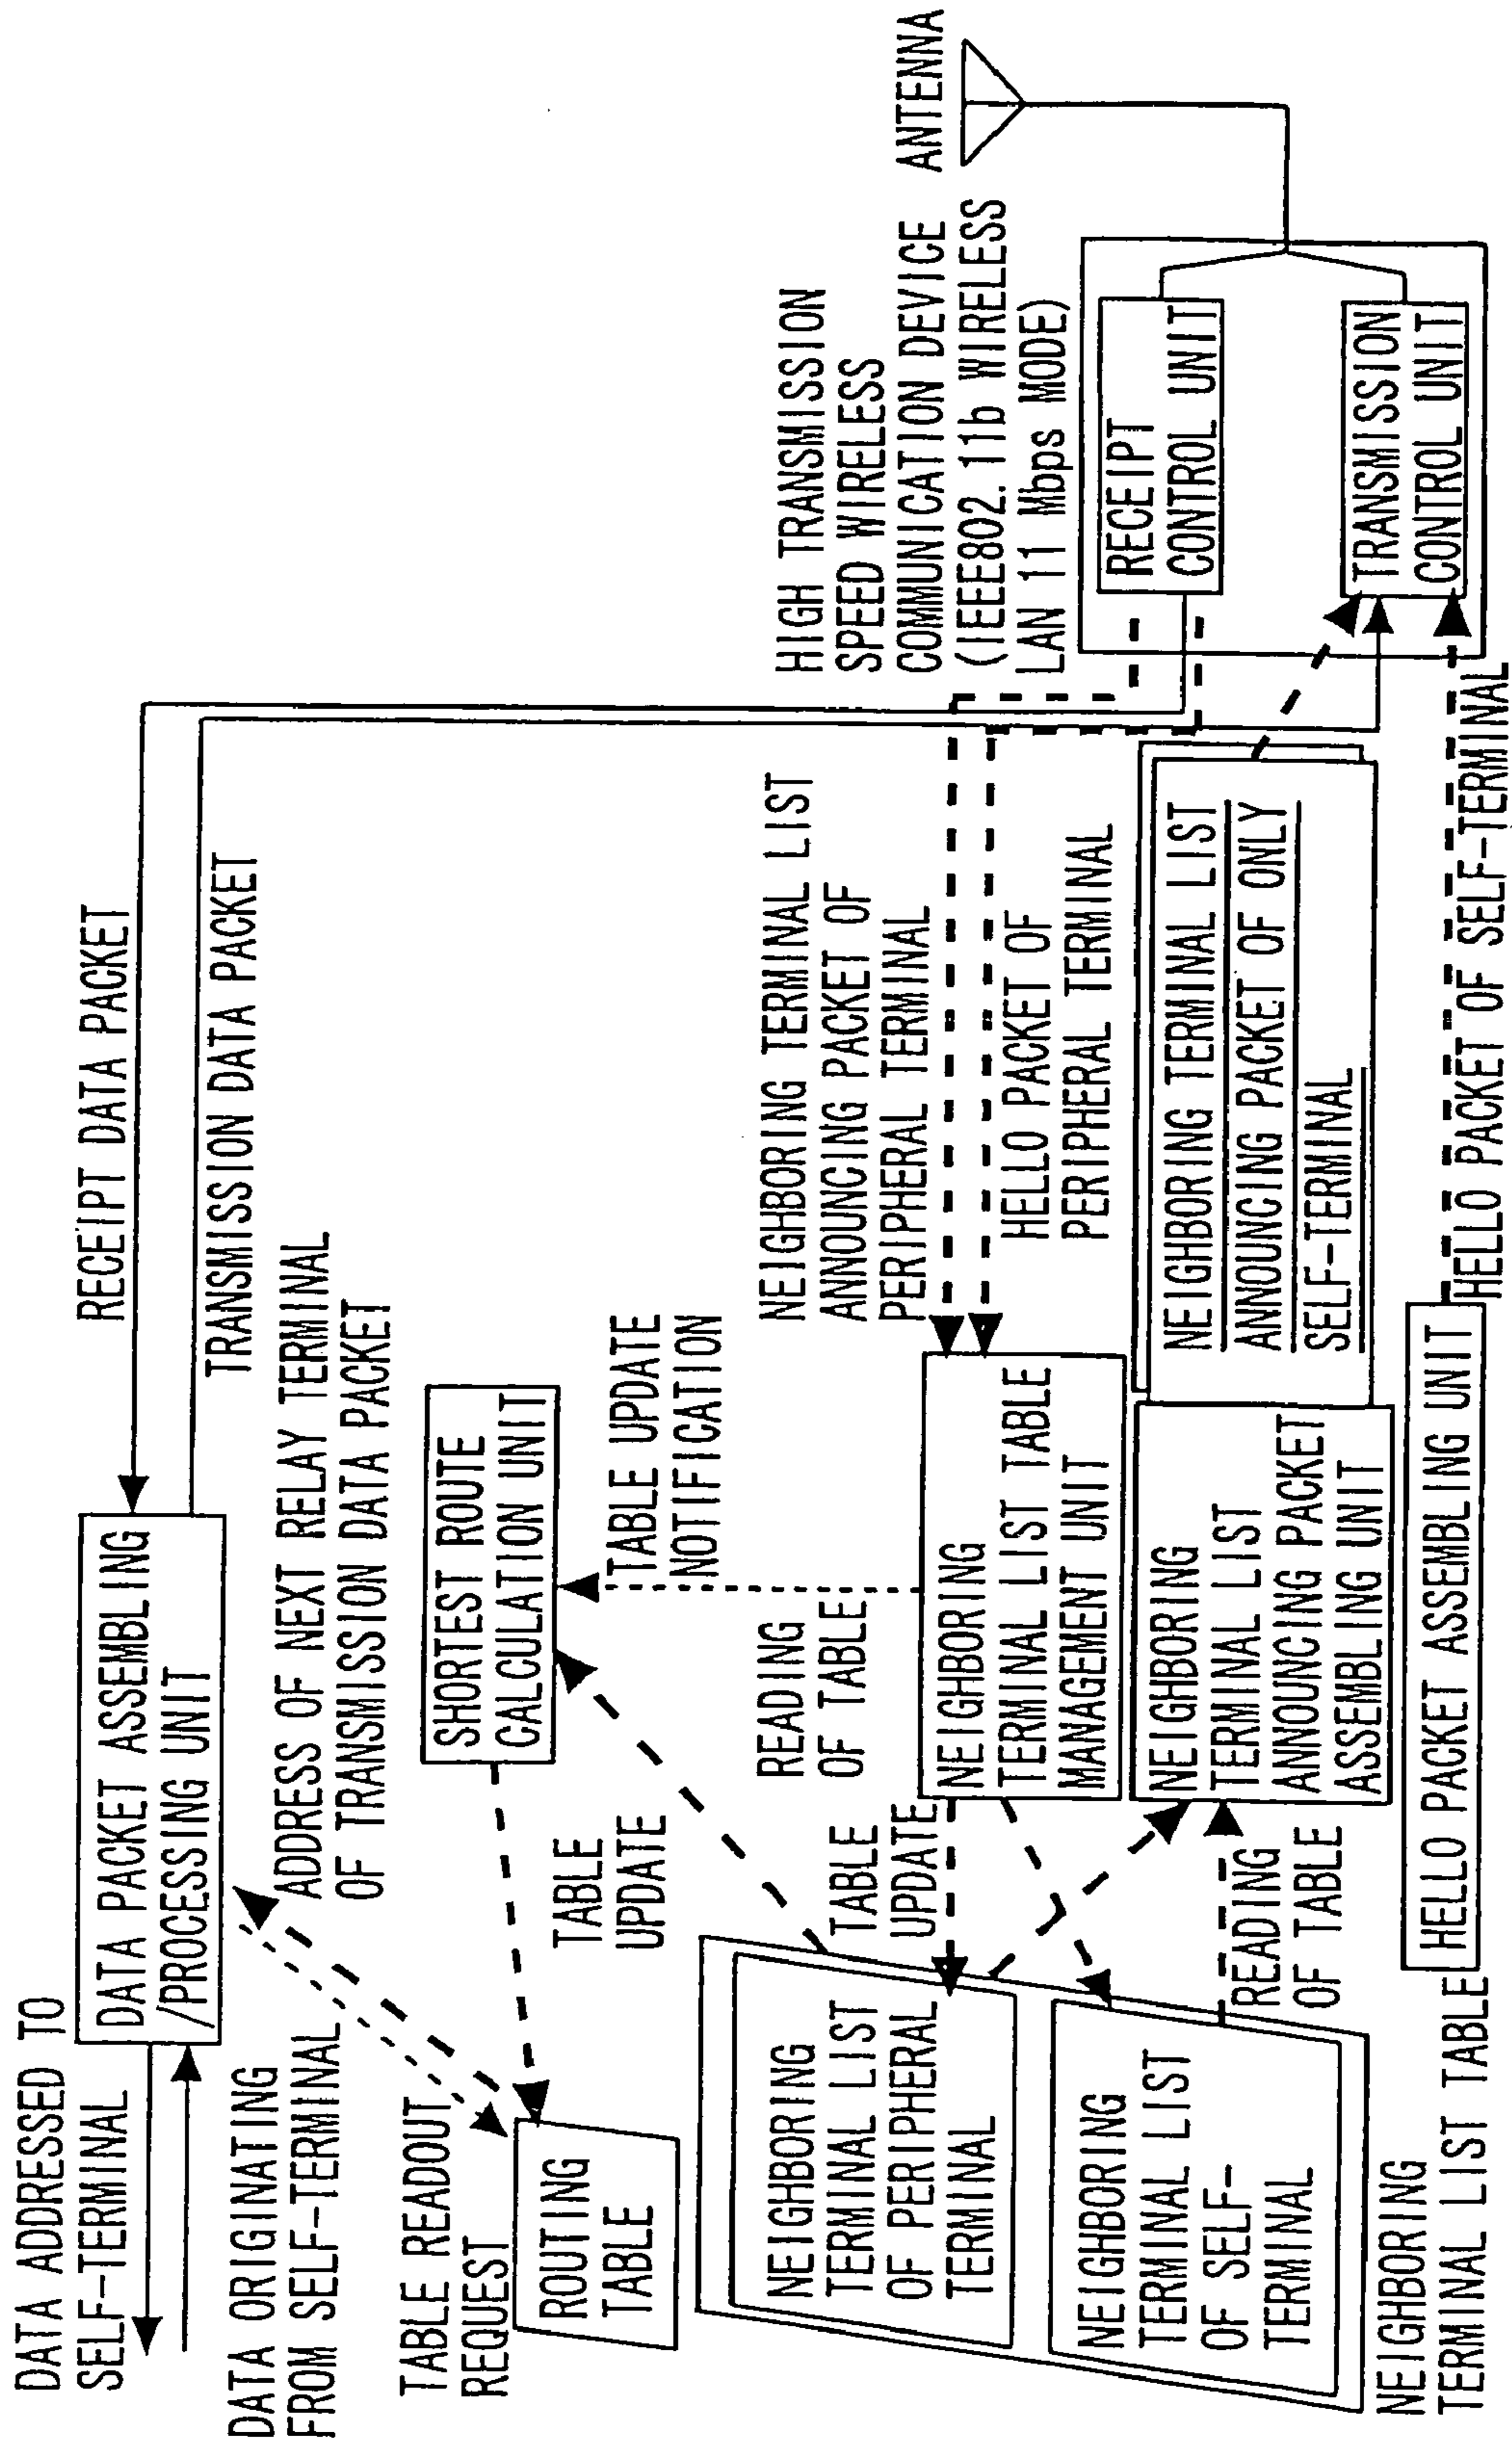 DATA ADDRESSED TO
SELF-TERMINAL
DATA PACKET ASSEMBLING
/PROCESSING UNIT
RECEIPT DATA PACKET
TRANSMISSION DATA PACKET
DATA ORIGINATING
FROM SELF-TERMINAL
ADDRESS OF NEXT RELAY TERMINAL
OF TRANSMISSION DATA PACKET
TABLE READOUT
REQUEST
SHORTEST ROUTE
CALCULATION UNIT
ROUTING
TABLE
TABLE
UPDATE
TABLE UPDATE
NOTIFICATION
READING
OF TABLE
NEIGHBORING TERMINAL LIST
ANNOUNCING PACKET OF
PERIPHERAL TERMINAL
HIGH TRANSMISSION
SPEED WIRELESS
COMMUNICATION DEVICE
(IEEE802.11b WIRELESS
LAN 11 Mbps MODE)
ANTENNA
NEIGHBORING
TERMINAL LIST
OF PERIPHERAL
TERMINAL
TABLE
UPDATE
NEIGHBORING
TERMINAL LIST TABLE
MANAGEMENT UNIT
HELLO PACKET OF
PERIPHERAL TERMINAL
RECEIPT
CONTROL UNIT
NEIGHBORING
TERMINAL LIST
OF SELF-
TERMINAL
READING
OF TABLE
NEIGHBORING
TERMINAL LIST
ANNOUNCING PACKET
ASSEMBLING UNIT
NEIGHBORING TERMINAL LIST
ANNOUNCING PACKET OF ONLY
SELF-TERMINAL
TRANSMISSION
CONTROL UNIT
NEIGHBORING
TERMINAL LIST TABLE
HELLO PACKET ASSEMBLING UNIT
HELLO PACKET OF SELF-TERMINAL